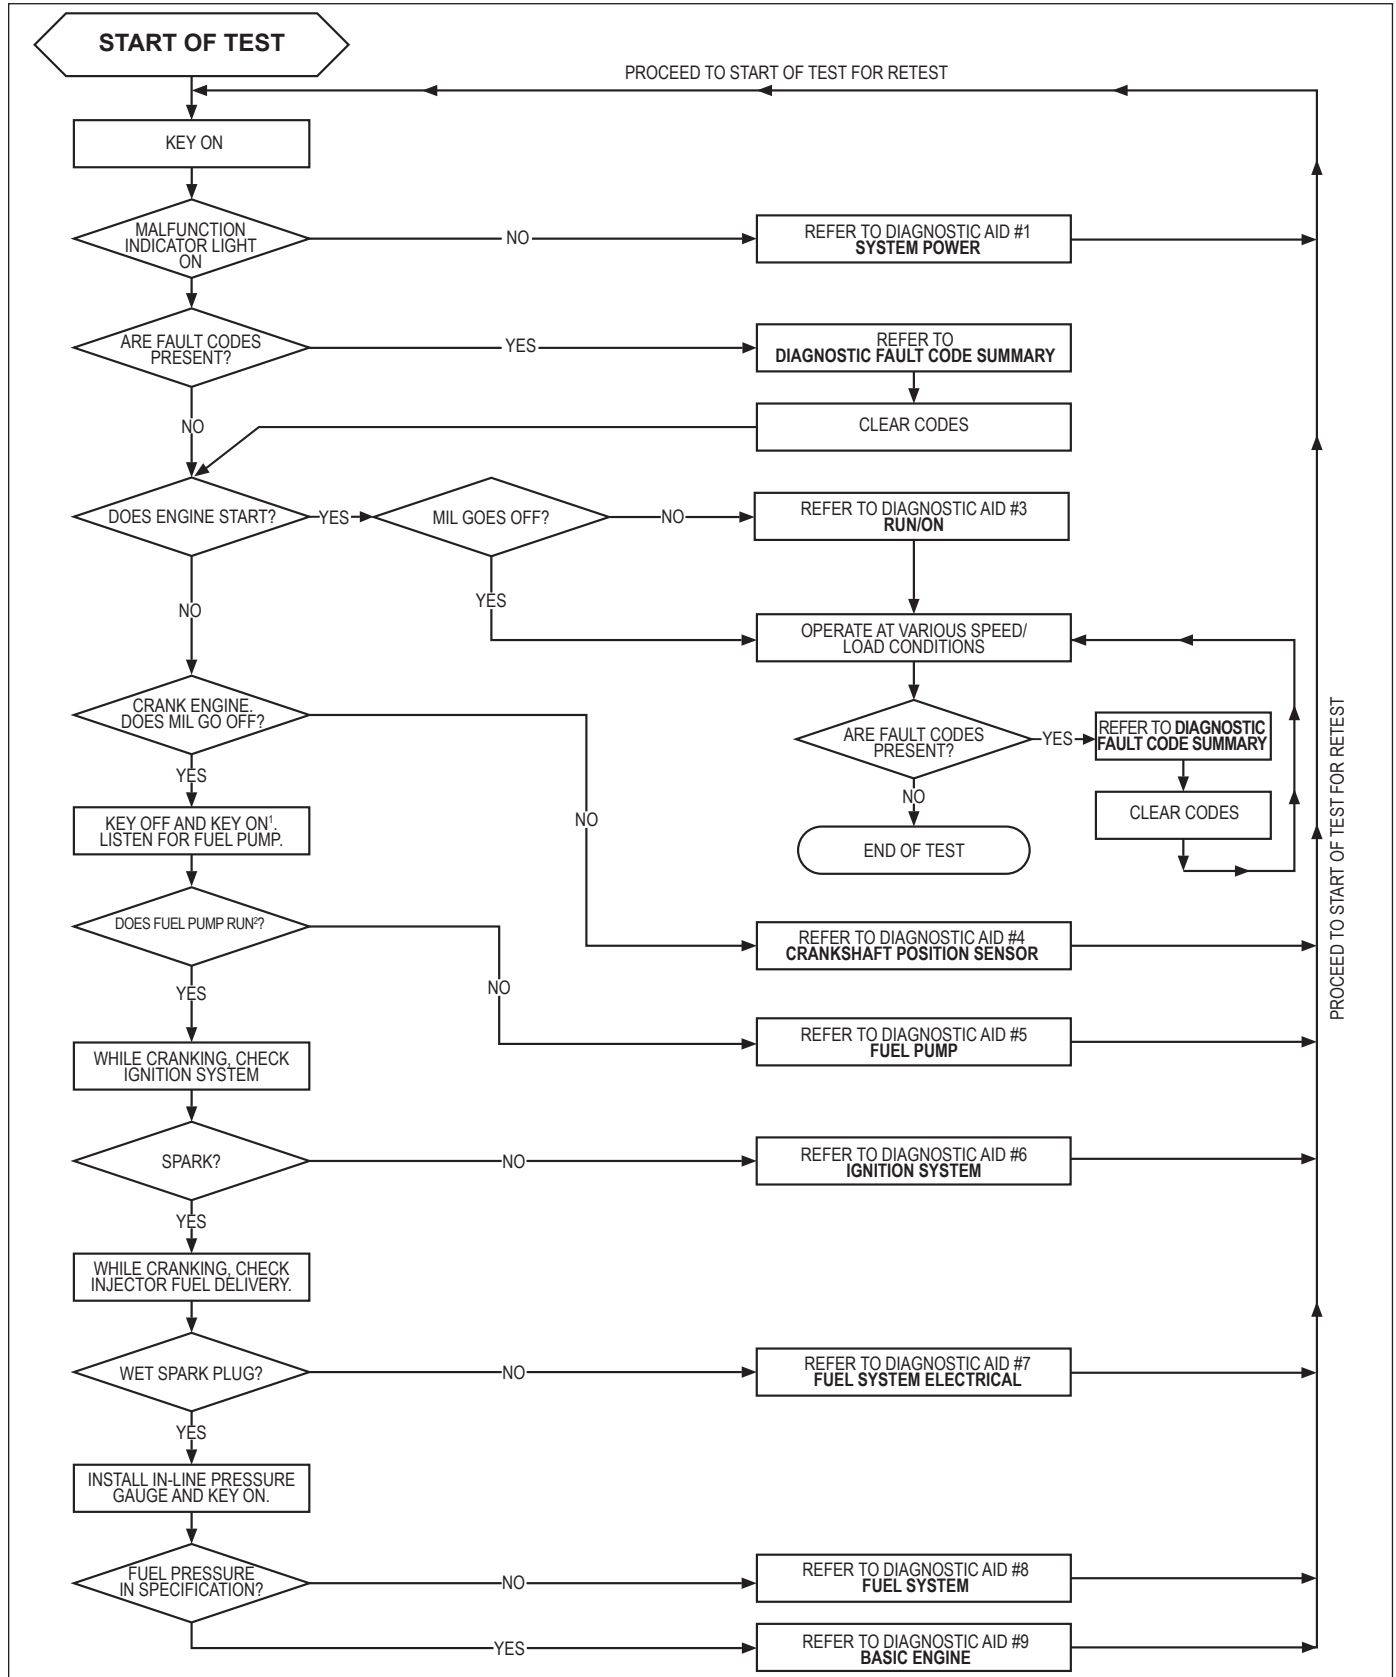 START OF TEST
PROCEED TO START OF TEST FOR RETEST
KEY ON
MALFUNCTION
INDICATOR LIGHT
ON
NO
REFER TO DIAGNOSTIC AID #1
SYSTEM POWER
ARE FAULT CODES
PRESENT?
YES
REFER TO
DIAGNOSTIC FAULT CODE SUMMARY
CLEAR CODES
NO
DOES ENGINE START?
YES
MIL GOES OFF?
NO
REFER TO DIAGNOSTIC AID #3
RUN/ON
YES
NO
OPERATE AT VARIOUS SPEED/
LOAD CONDITIONS
CRANK ENGINE.
DOES MIL GO OFF?
ARE FAULT CODES
PRESENT?
YES
REFER TO DIAGNOSTIC
FAULT CODE SUMMARY
CLEAR CODES
NO
END OF TEST
PROCEED TO START OF TEST FOR RETEST
YES
NO
KEY OFF AND KEY ON¹.
LISTEN FOR FUEL PUMP.
DOES FUEL PUMP RUN²?
REFER TO DIAGNOSTIC AID #4
CRANKSHAFT POSITION SENSOR
YES
NO
REFER TO DIAGNOSTIC AID #5
FUEL PUMP
WHILE CRANKING, CHECK
IGNITION SYSTEM
SPARK?
NO
REFER TO DIAGNOSTIC AID #6
IGNITION SYSTEM
YES
WHILE CRANKING, CHECK
INJECTOR FUEL DELIVERY.
WET SPARK PLUG?
NO
REFER TO DIAGNOSTIC AID #7
FUEL SYSTEM ELECTRICAL
YES
INSTALL IN-LINE PRESSURE
GAUGE AND KEY ON.
FUEL PRESSURE
IN SPECIFICATION?
NO
REFER TO DIAGNOSTIC AID #8
FUEL SYSTEM
YES
REFER TO DIAGNOSTIC AID #9
BASIC ENGINE